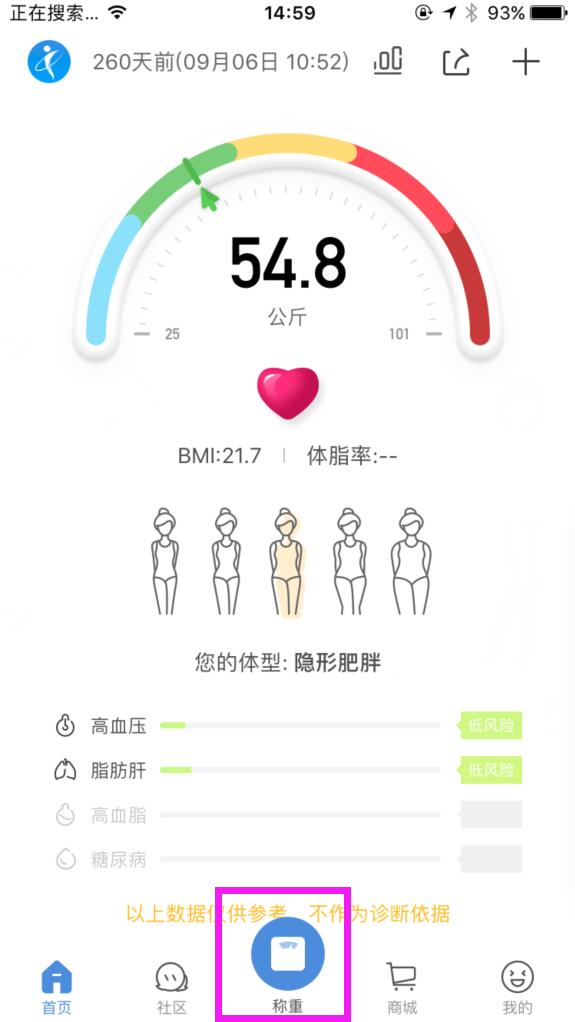 正在搜索... 14:59 93%
260天前(09月06日 10:52)
54.8
公斤
25 101
BMI:21.7 体脂率:--
您的体型: 隐形肥胖
高血压 低风险
脂肪肝 低风险
高血脂
糖尿病
以上数据仅供参考，不作为诊断依据
首页 社区 称重 商城 我的